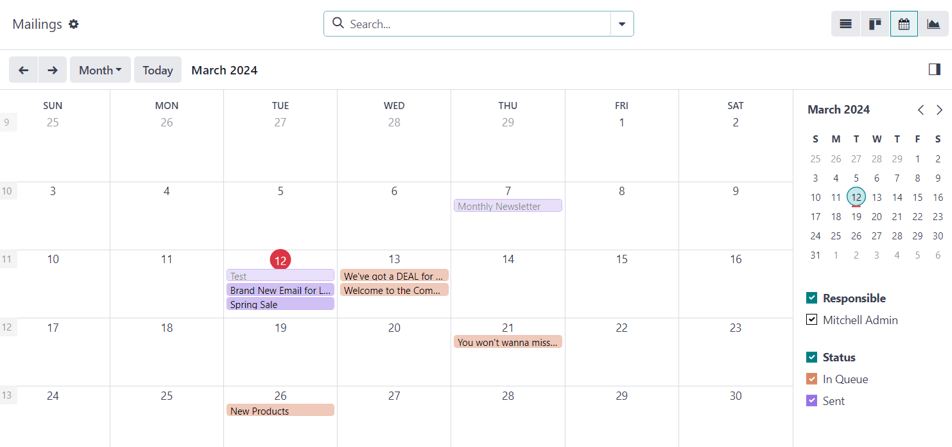 Mailings
Search...
Month Today March 2024
SUN MON TUE WED THU FRI SAT
9 25 26 27 28 29 1 2
10 3 4 5 6 7 8 9
Monthly Newsletter
11 10 11 12 13 14 15 16
Test We've got a DEAL for ...
Brand New Email for L... Welcome to the Com...
Spring Sale
12 17 18 19 20 21 22 23
You won't wanna miss...
13 24 25 26 27 28 29 30
New Products
March 2024
S M T W T F S
25 26 27 28 29 1 2
3 4 5 6 7 8 9
10 11 12 13 14 15 16
17 18 19 20 21 22 23
24 25 26 27 28 29 30
31 1 2 3 4 5 6
Responsible
Mitchell Admin
Status
In Queue
Sent